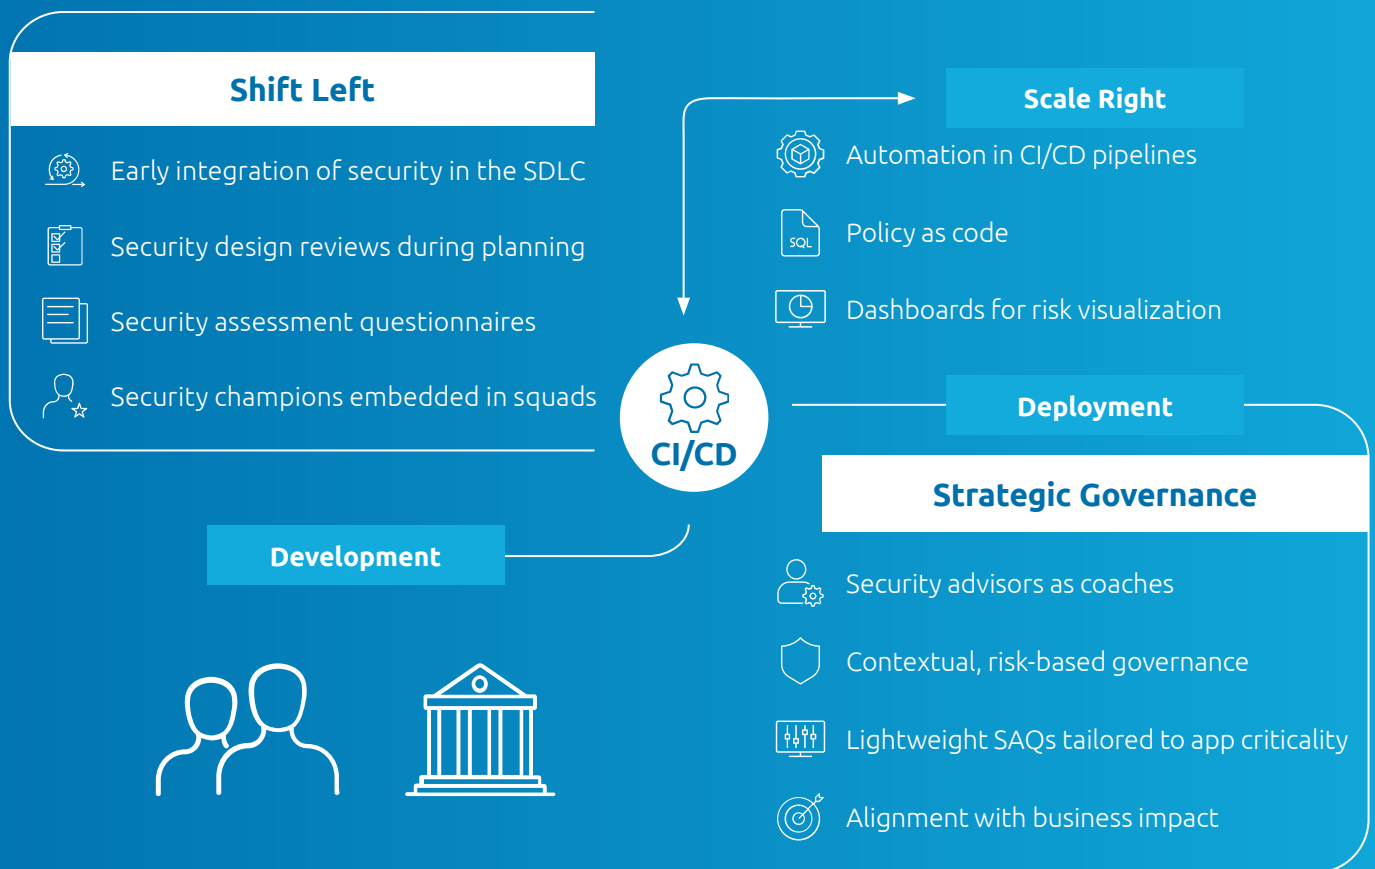 Shift Left
Early integration of security in the SDLC
Security design reviews during planning
Security assessment questionnaires
Security champions embedded in squads
Scale Right
Automation in CI/CD pipelines
SQL
Policy as code
Dashboards for risk visualization
CI/CD
Development
Deployment
Strategic Governance
Security advisors as coaches
Contextual, risk-based governance
Lightweight SAQs tailored to app criticality
Alignment with business impact